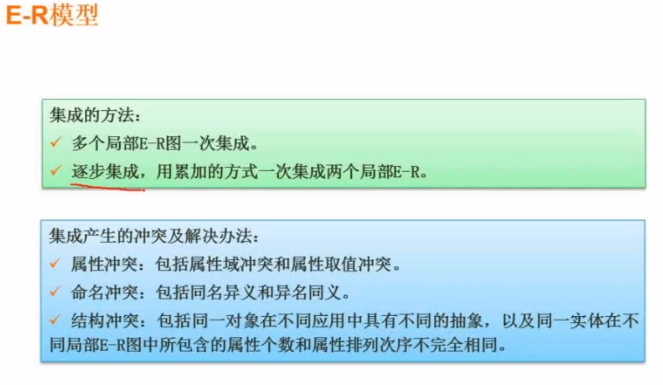 E-R模型
集成的方法：
✓ 多个局部E-R图一次集成。
✓ 逐步集成，用累加的方式一次集成两个局部E-R。
集成产生的冲突及解决办法：
✓ 属性冲突：包括属性域冲突和属性取值冲突。
✓ 命名冲突：包括同名异义和异名同义。
✓ 结构冲突：包括同一对象在不同应用中具有不同的抽象，以及同一实体在不
同局部E-R图中所包含的属性个数和属性排列次序不完全相同。